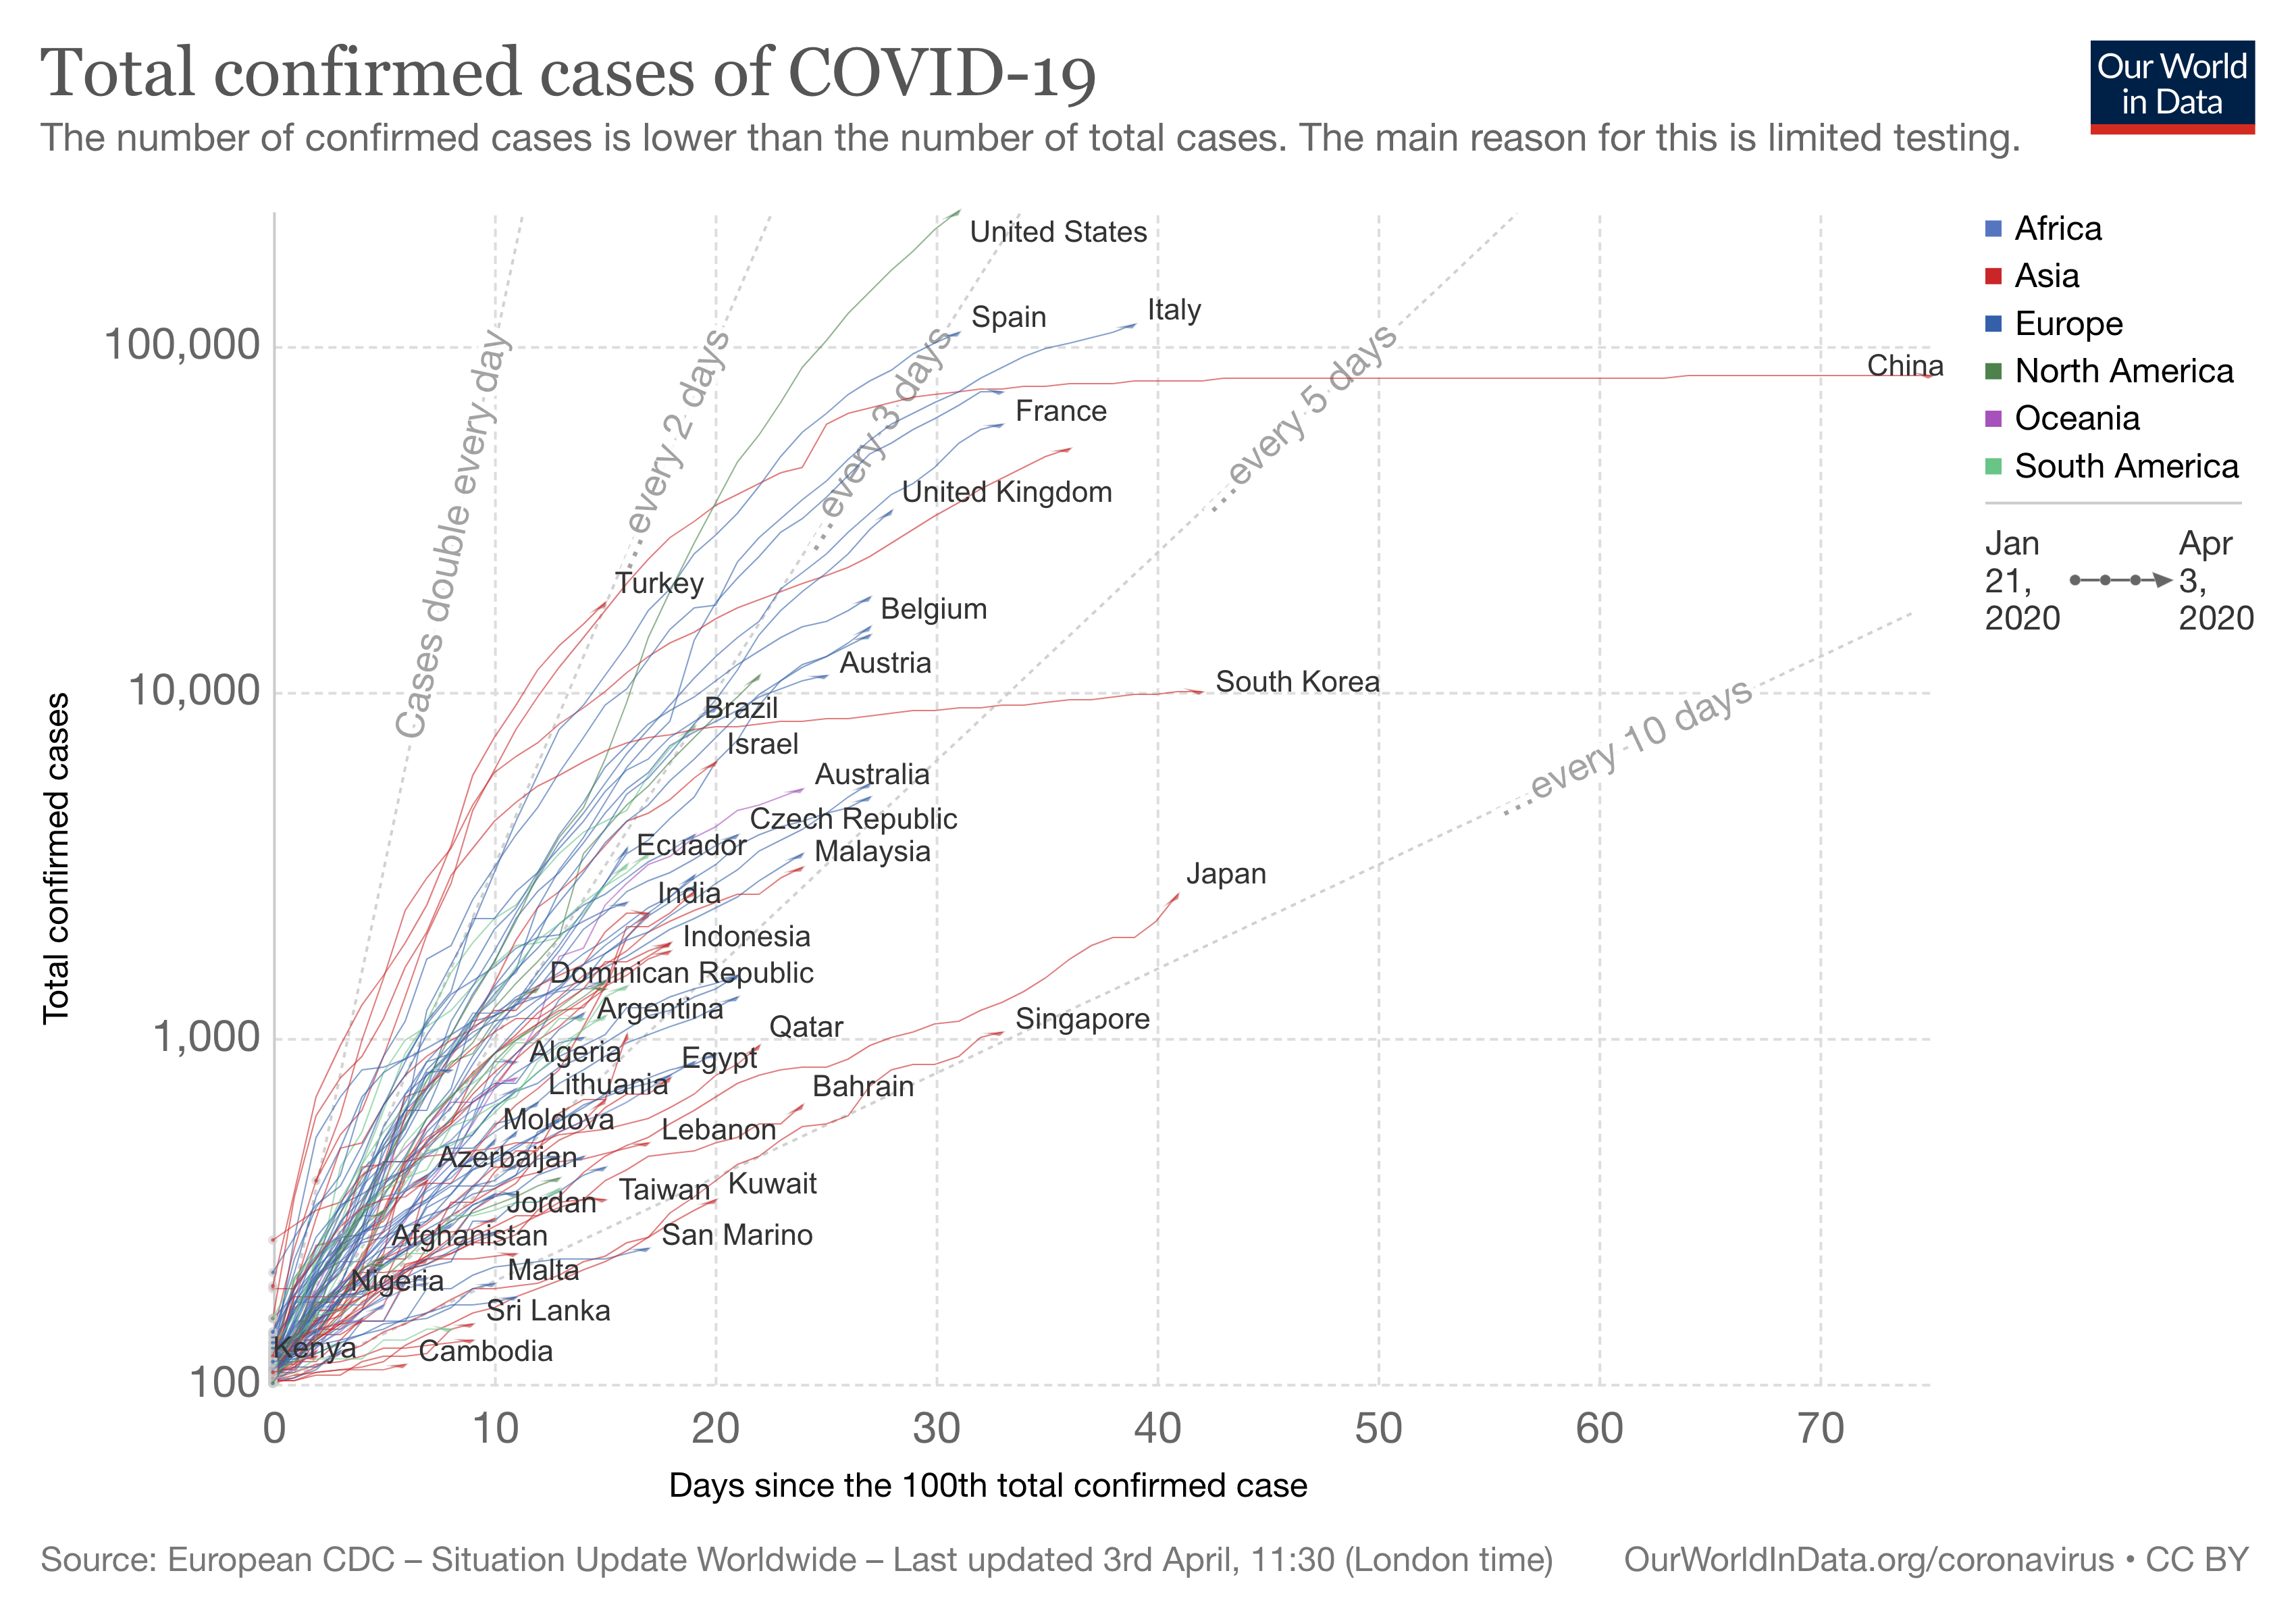 Total confirmed cases of COVID-19
The number of confirmed cases is lower than the number of total cases. The main reason for this is limited testing.
Our World
in Data
Total confirmed cases
100,000
10,000
1,000
100
0
10
20
30
40
50
60
70
Days since the 100th total confirmed case
Cases double every day
...every 2 days
...every 3 days
...every 5 days
...every 10 days
United States
Spain
Italy
China
France
United Kingdom
Turkey
Belgium
Austria
South Korea
Brazil
Israel
Australia
Czech Republic
Ecuador
Malaysia
Japan
India
Indonesia
Dominican Republic
Argentina
Singapore
Qatar
Algeria
Egypt
Lithuania
Bahrain
Moldova
Lebanon
Azerbaijan
Kuwait
Taiwan
Jordan
San Marino
Afghanistan
Malta
Nigeria
Sri Lanka
Kenya
Cambodia
Africa
Asia
Europe
North America
Oceania
South America
Jan
21,
2020
Apr
3,
2020
Source: European CDC – Situation Update Worldwide – Last updated 3rd April, 11:30 (London time)
OurWorldInData.org/coronavirus • CC BY